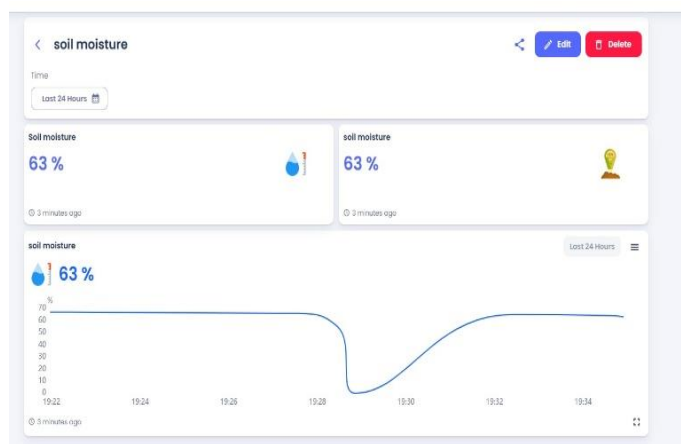 soil moisture
Edit
Delete
Time
Last 24 Hours
Soil moisture
63 %
3 minutes ago
soil moisture
63 %
3 minutes ago
soil moisture
Last 24 Hours
63 %
%
70
60
50
40
30
20
10
0
19:22 19:24 19:26 19:28 19:30 19:32 19:34
3 minutes ago